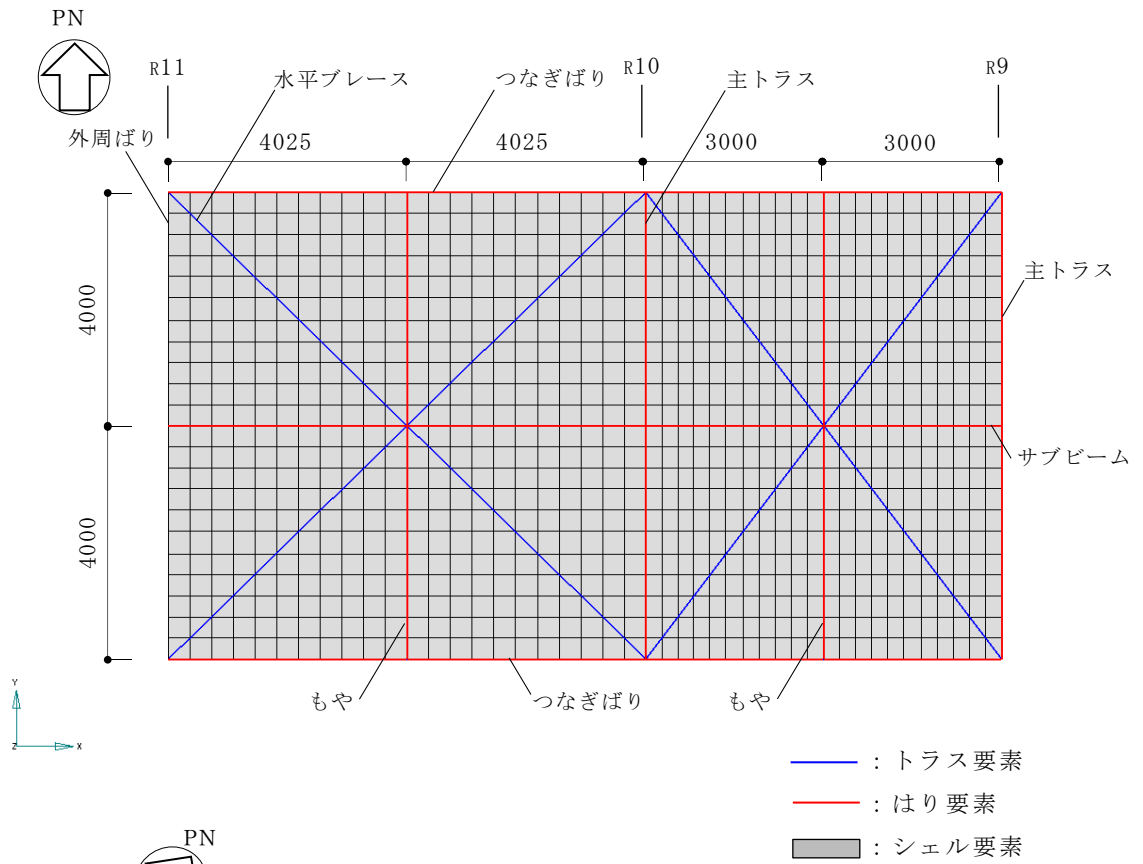 PN
R11
R10
R9
水平ブレース
つなぎばり
主トラス
外周ばり
4025
4025
3000
3000
主トラス
4000
4000
サブビーム
もや
つなぎばり
もや
Y
Z
X
：トラス要素
：はり要素
：シェル要素
PN